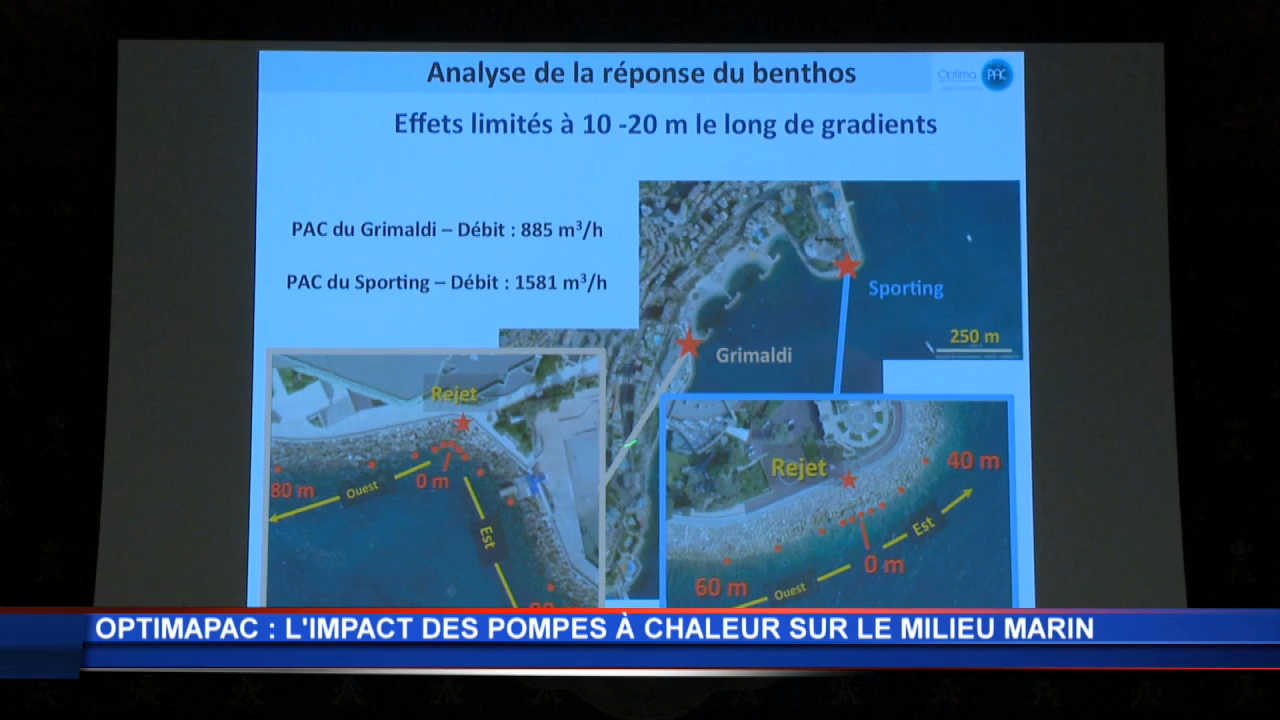 Analyse de la réponse du benthos
Optima PAC
Effets limités à 10 -20 m le long de gradients
PAC du Grimaldi – Débit : 885 m³/h
PAC du Sporting – Débit : 1581 m³/h
Sporting
250 m
Grimaldi
Rejet
80 m
Ouest
0 m
Est
Rejet
40 m
Est
0 m
60 m
Ouest
OPTIMAPAC : L'IMPACT DES POMPES À CHALEUR SUR LE MILIEU MARIN